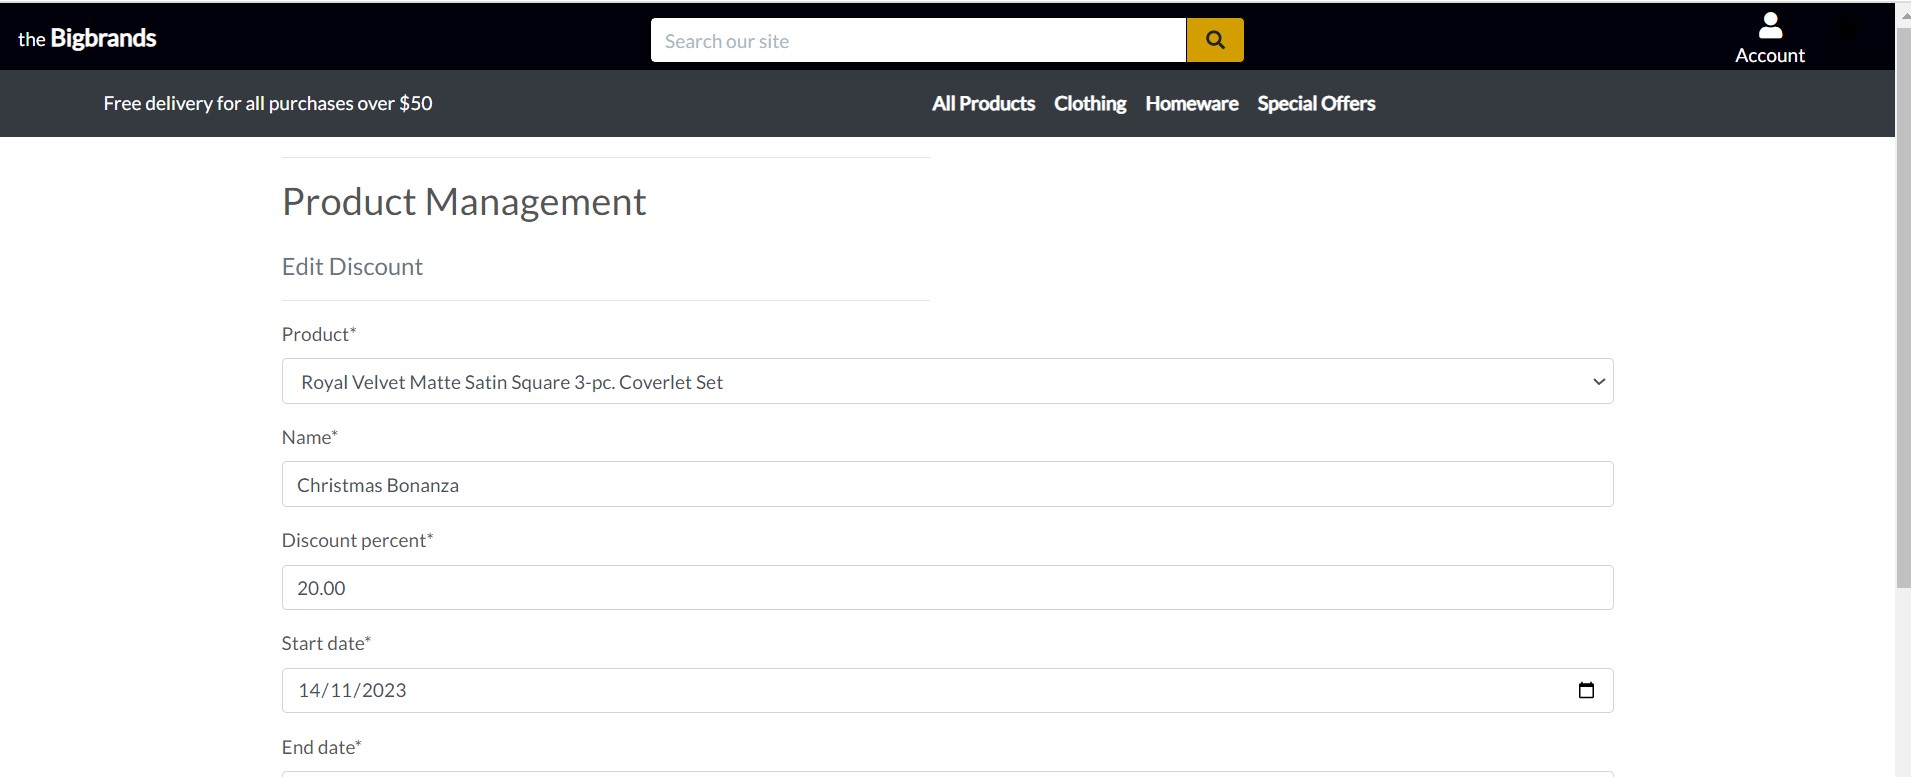 the Bigbrands
Search our site
Account
Free delivery for all purchases over $50
All Products Clothing Homeware Special Offers
Product Management
Edit Discount
Product*
Royal Velvet Matte Satin Square 3-pc. Coverlet Set
Name*
Christmas Bonanza
Discount percent*
20.00
Start date*
14/11/2023
End date*